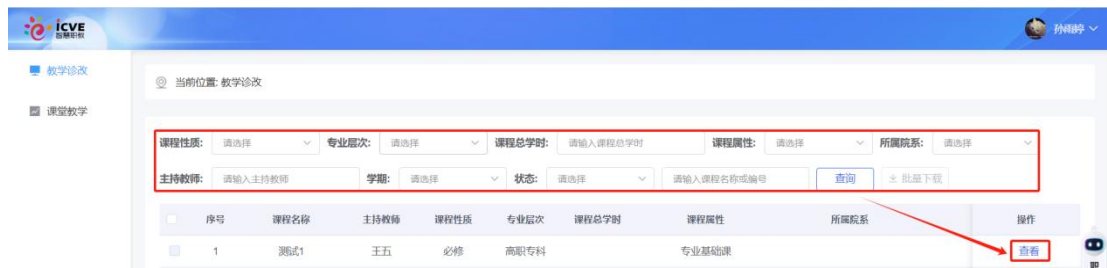 icve
智慧职教
孙雨婷
教学诊改
当前位置: 教学诊改
课堂教学
课程性质: 请选择 专业层次: 请选择 课程总学时: 请输入课程总学时 课程属性: 请选择 所属院系: 请选择
主持教师: 请输入主持教师 学期: 请选择 状态: 请选择 请输入课程名称或编号 查询 批量下载
序号 课程名称 主持教师 课程性质 专业层次 课程总学时 课程属性 所属院系 操作
1 测试1 王五 必修 高职专科 专业基础课 查看